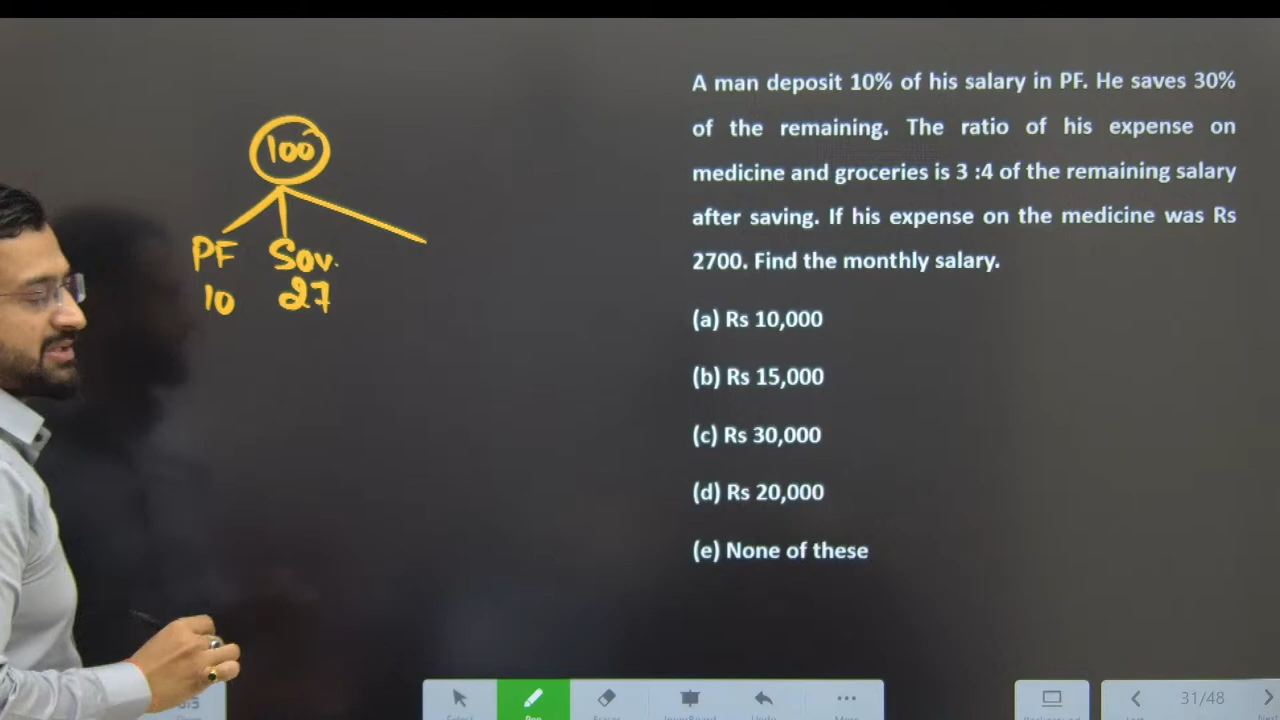 A man deposit 10% of his salary in PF. He saves 30%
of the remaining. The ratio of his expense on
medicine and groceries is 3 :4 of the remaining salary
after saving. If his expense on the medicine was Rs
2700. Find the monthly salary.
(a) Rs 10,000
(b) Rs 15,000
(c) Rs 30,000
(d) Rs 20,000
(e) None of these
100
PF Sav.
10 27
31/48